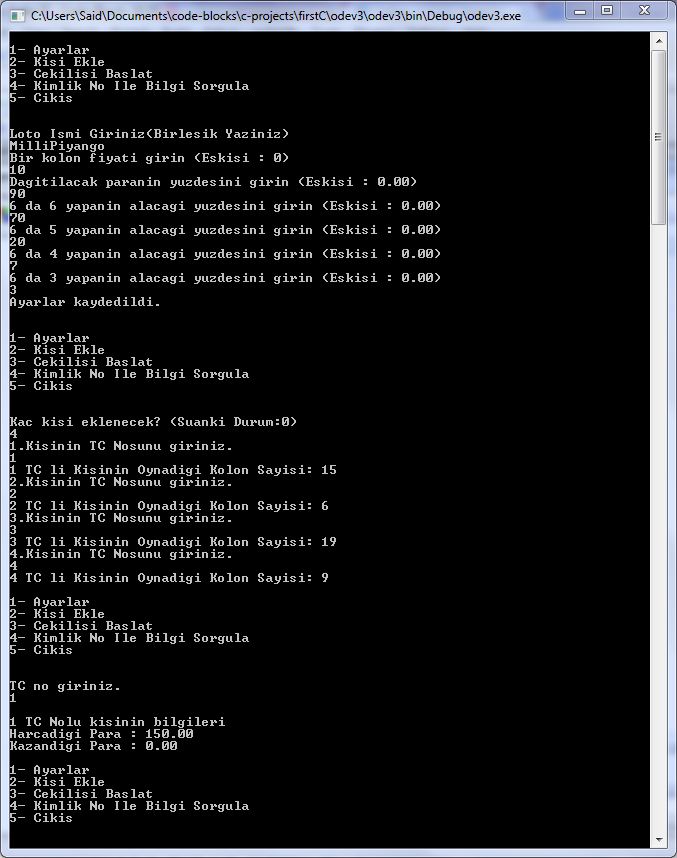 C:\Users\Said\Documents\code-blocks\c-projects\firstC\odev3\odev3\bin\Debug\odev3.exe
1- Ayarlar
2- Kisi Ekle
3- Cekilisi Baslat
4- Kimlik No Ile Bilgi Sorgula
5- Cikis
Loto Ismi Giriniz(Birlesik Yaziniz)
MilliPiyango
Bir kolon fiyati girin (Eskisi : 0)
10
Dagitilacak paranin yuzdesini girin (Eskisi : 0.00)
90
6 da 6 yapanin alacagi yuzdesini girin (Eskisi : 0.00)
70
6 da 5 yapanin alacagi yuzdesini girin (Eskisi : 0.00)
20
6 da 4 yapanin alacagi yuzdesini girin (Eskisi : 0.00)
7
6 da 3 yapanin alacagi yuzdesini girin (Eskisi : 0.00)
3
Ayarlar kaydedildi.
1- Ayarlar
2- Kisi Ekle
3- Cekilisi Baslat
4- Kimlik No Ile Bilgi Sorgula
5- Cikis
Kac kisi eklenecek? (Suanki Durum:0)
4
1.Kisinin TC Nosunu giriniz.
1
1 TC li Kisinin Oynadigi Kolon Sayisi: 15
2.Kisinin TC Nosunu giriniz.
2
2 TC li Kisinin Oynadigi Kolon Sayisi: 6
3.Kisinin TC Nosunu giriniz.
3
3 TC li Kisinin Oynadigi Kolon Sayisi: 19
4.Kisinin TC Nosunu giriniz.
4
4 TC li Kisinin Oynadigi Kolon Sayisi: 9
1- Ayarlar
2- Kisi Ekle
3- Cekilisi Baslat
4- Kimlik No Ile Bilgi Sorgula
5- Cikis
TC no giriniz.
1
1 TC Nolu kisinin bilgileri
Harcadigi Para : 150.00
Kazandigi Para : 0.00
1- Ayarlar
2- Kisi Ekle
3- Cekilisi Baslat
4- Kimlik No Ile Bilgi Sorgula
5- Cikis